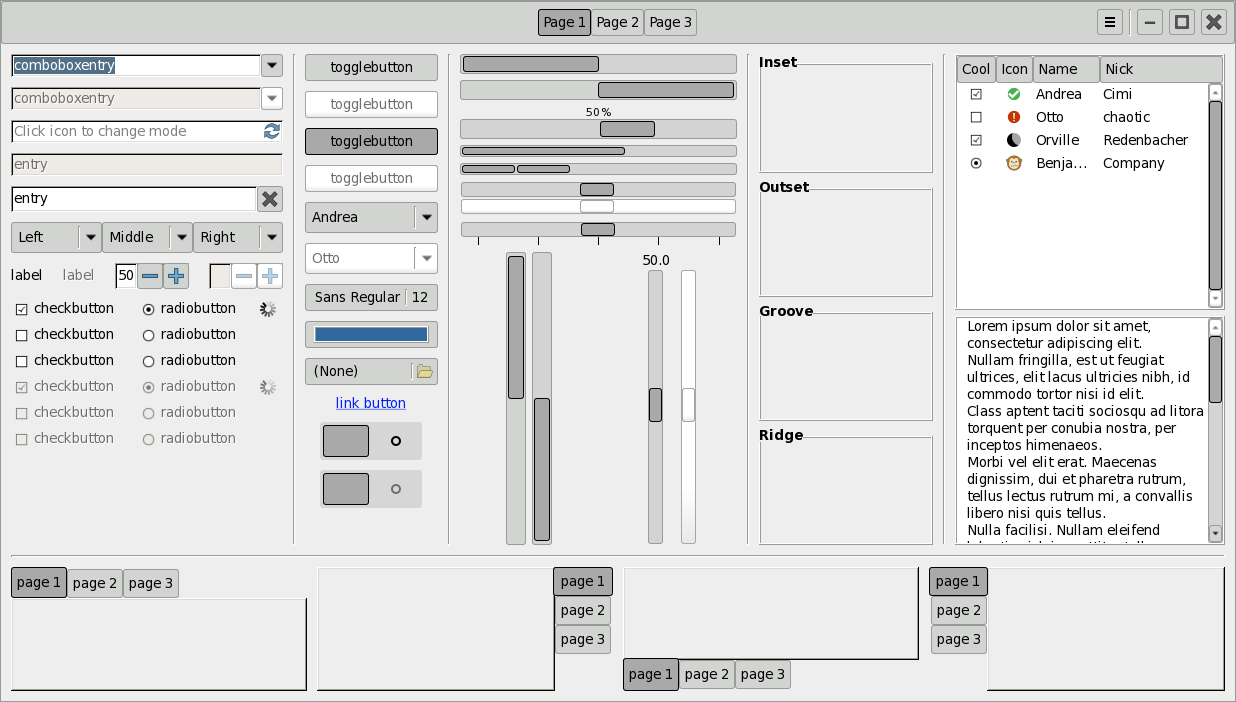 Page 1 Page 2 Page 3
comboboxentry
comboboxentry
Click icon to change mode
entry
entry
Left Middle Right
label label 50
checkbutton radiobutton
checkbutton radiobutton
checkbutton radiobutton
checkbutton radiobutton
checkbutton radiobutton
checkbutton radiobutton
togglebutton
togglebutton
togglebutton
togglebutton
Andrea
Otto
Sans Regular 12
(None)
link button
50 %
50.0
Inset
Outset
Groove
Ridge
Cool Icon Name Nick
Andrea Cimi
Otto chaotic
Orville Redenbacher
Benja... Company
Lorem ipsum dolor sit amet,
consectetur adipiscing elit.
Nullam fringilla, est ut feugiat
ultrices, elit lacus ultricies nibh, id
commodo tortor nisi id elit.
Class aptent taciti sociosqu ad litora
torquent per conubia nostra, per
inceptos himenaeos.
Morbi vel elit erat. Maecenas
dignissim, dui et pharetra rutrum,
tellus lectus rutrum mi, a convallis
libero nisi quis tellus.
Nulla facilisi. Nullam eleifend
page 1 page 2 page 3
page 1
page 2
page 3
page 1 page 2 page 3
page 1
page 2
page 3